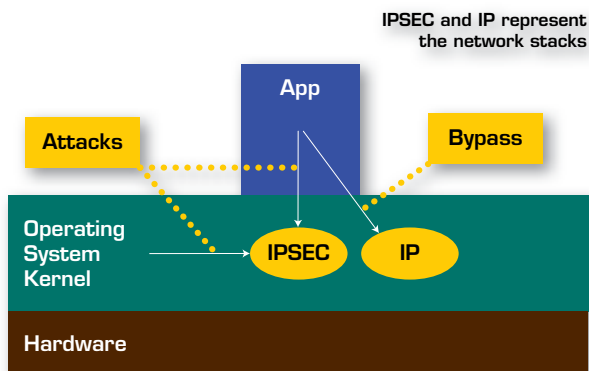 IPSEC and IP represent
the network stacks
App
Attacks
Bypass
Operating
System
Kernel
IPSEC
IP
Hardware